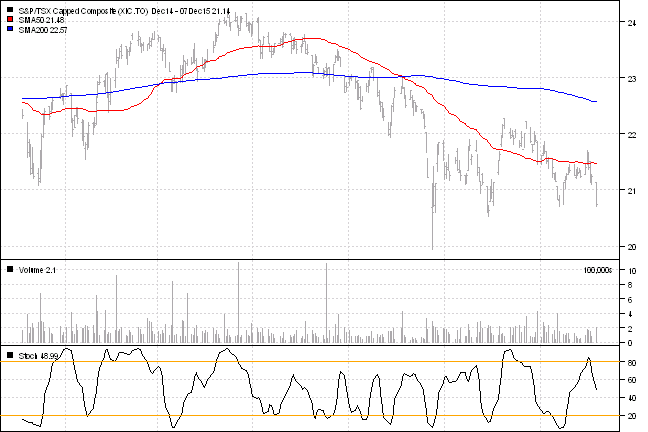 S&P/TSX Capped Composite (XIC.TO) Dec14 - 07Dec15 21.14
SMA50 21.48
SMA200 22.57
24
23
22
21
20
Volume 2.1
100,000s
10
8
6
4
2
0
Stoch 48.99
80
60
40
20